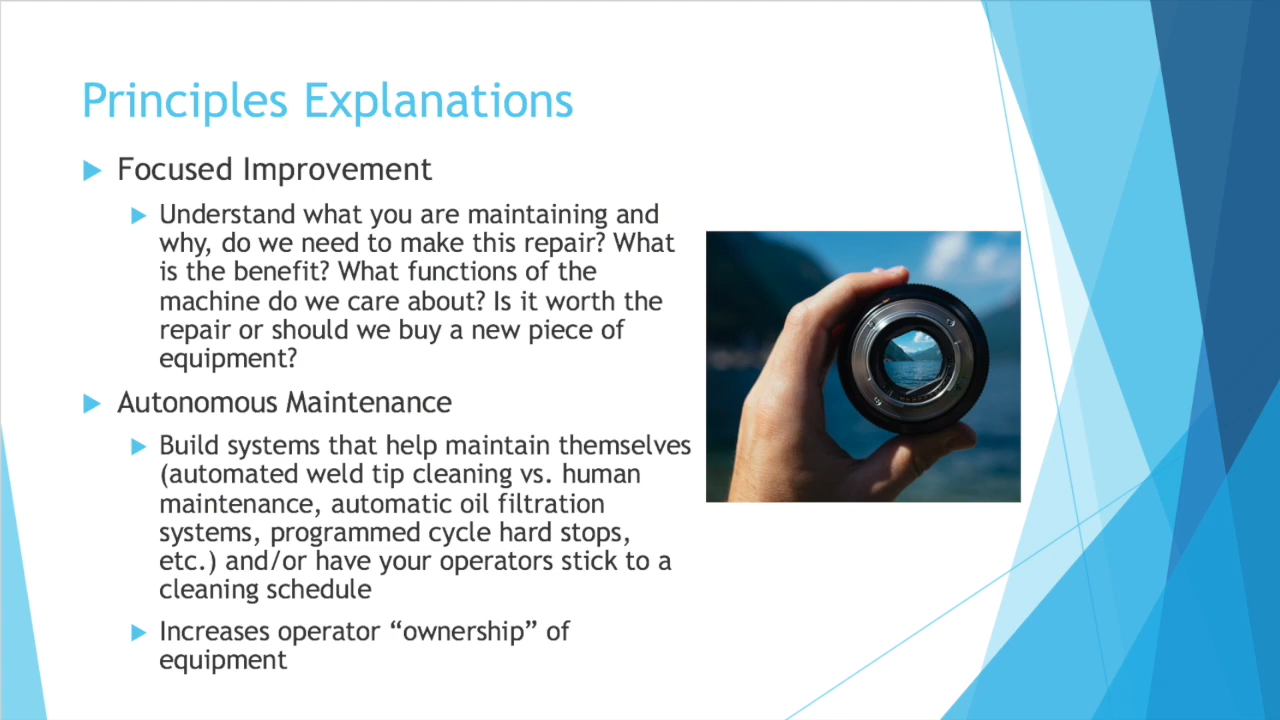 Principles Explanations
Focused Improvement
Understand what you are maintaining and
why, do we need to make this repair? What
is the benefit? What functions of the
machine do we care about? Is it worth the
repair or should we buy a new piece of
equipment?
Autonomous Maintenance
Build systems that help maintain themselves
(automated weld tip cleaning vs. human
maintenance, automatic oil filtration
systems, programmed cycle hard stops,
etc.) and/or have your operators stick to a
cleaning schedule
Increases operator “ownership” of
equipment